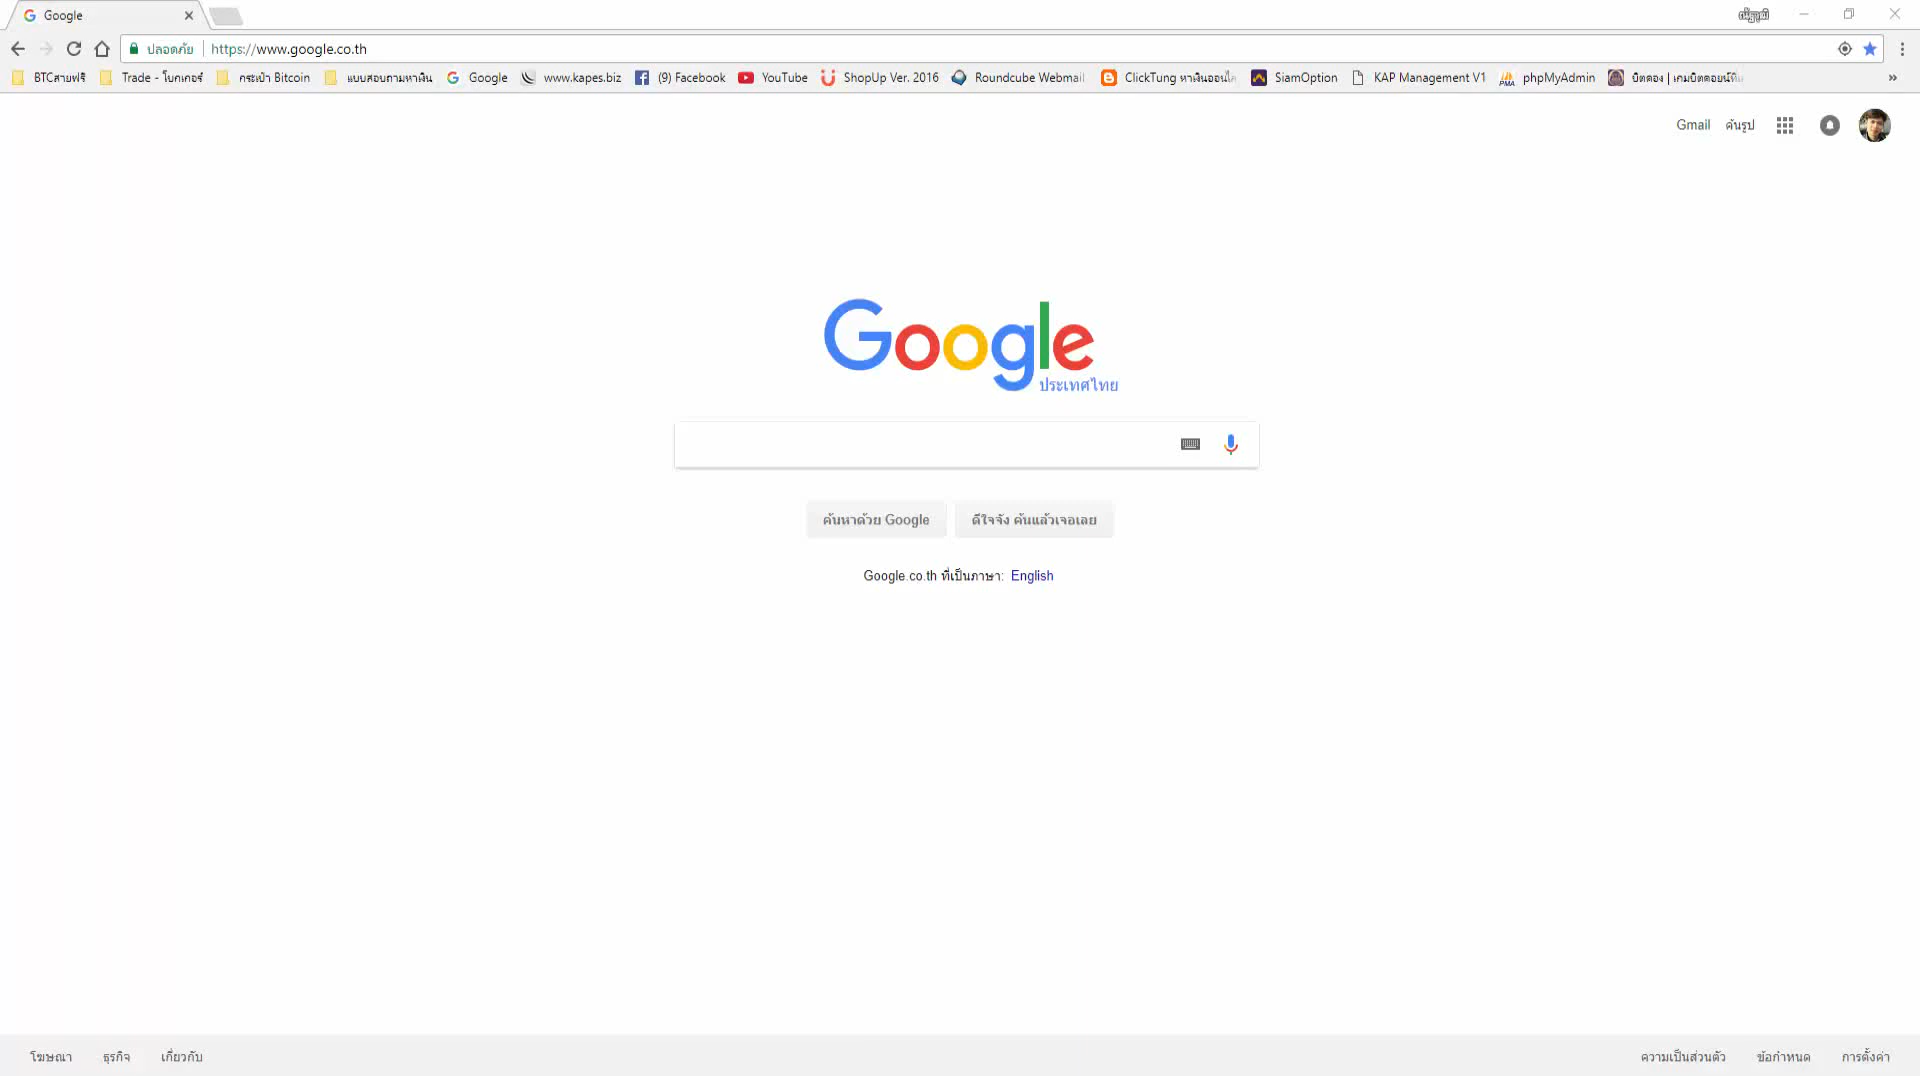 Google
ปลอดภัย https://www.google.co.th
BTCสายฟรี Trade - โบกเกอร์ กระเป๋า Bitcoin แบบสอบถามหาเงิน Google www.kapes.biz (9) Facebook YouTube ShopUp Ver. 2016 Roundcube Webmail ClickTung หาเงินออนไล SiamOption KAP Management V1 phpMyAdmin บิตคอง | เกมบิตคอยน์ที่
Gmail ค้นรูป
Google
ประเทศไทย
ค้นหาด้วย Google ดีใจจัง ค้นแล้วเจอเลย
Google.co.th ที่เป็นภาษา: English
โฆษณา ธุรกิจ เกี่ยวกับ ความเป็นส่วนตัว ข้อกำหนด การตั้งค่า